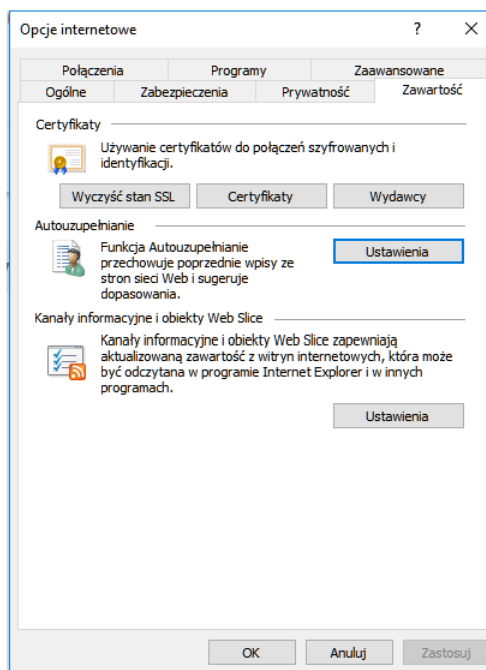 Opcje internetowe
?
Połączenia Programy Zaawansowane
Ogólne Zabezpieczenia Prywatność Zawartość
Certyfikaty
Używanie certyfikatów do połączeń szyfrowanych i
identyfikacji.
Wyczyść stan SSL Certyfikaty Wydawcy
Autouzupełnianie
Funkcja Autouzupełnianie
przechowuje poprzednie wpisy ze
stron sieci Web i sugeruje
dopasowania.
Ustawienia
Kanały informacyjne i obiekty Web Slice
Kanały informacyjne i obiekty Web Slice zapewniają
aktualizowaną zawartość z witryn internetowych, która może
być odczytana w programie Internet Explorer i w innych
programach.
Ustawienia
OK Anuluj Zastosuj